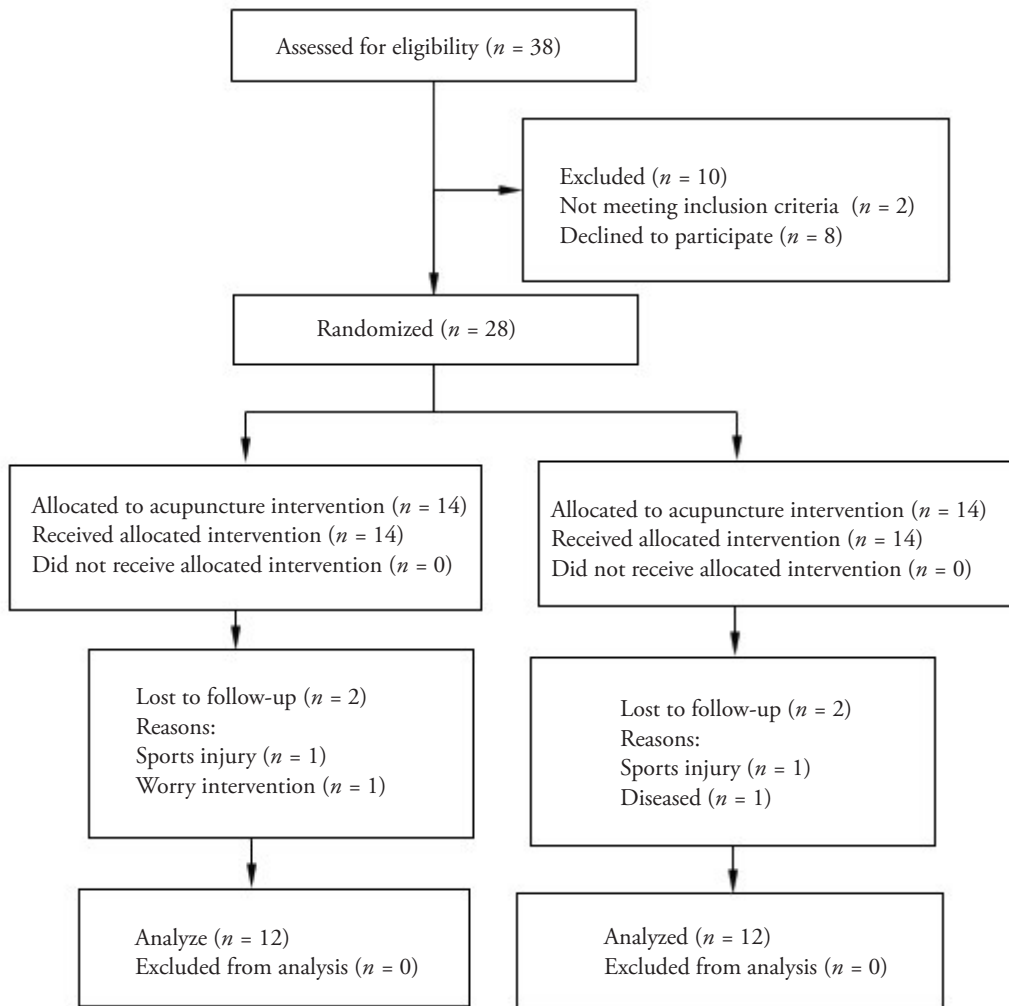 Assessed for eligibility (n = 38)
Excluded (n = 10)
Not meeting inclusion criteria (n = 2)
Declined to participate (n = 8)
Randomized (n = 28)
Allocated to acupuncture intervention (n = 14)
Received allocated intervention (n = 14)
Did not receive allocated intervention (n = 0)
Allocated to acupuncture intervention (n = 14)
Received allocated intervention (n = 14)
Did not receive allocated intervention (n = 0)
Lost to follow-up (n = 2)
Reasons:
Sports injury (n = 1)
Worry intervention (n = 1)
Lost to follow-up (n = 2)
Reasons:
Sports injury (n = 1)
Diseased (n = 1)
Analyze (n = 12)
Excluded from analysis (n = 0)
Analyzed (n = 12)
Excluded from analysis (n = 0)